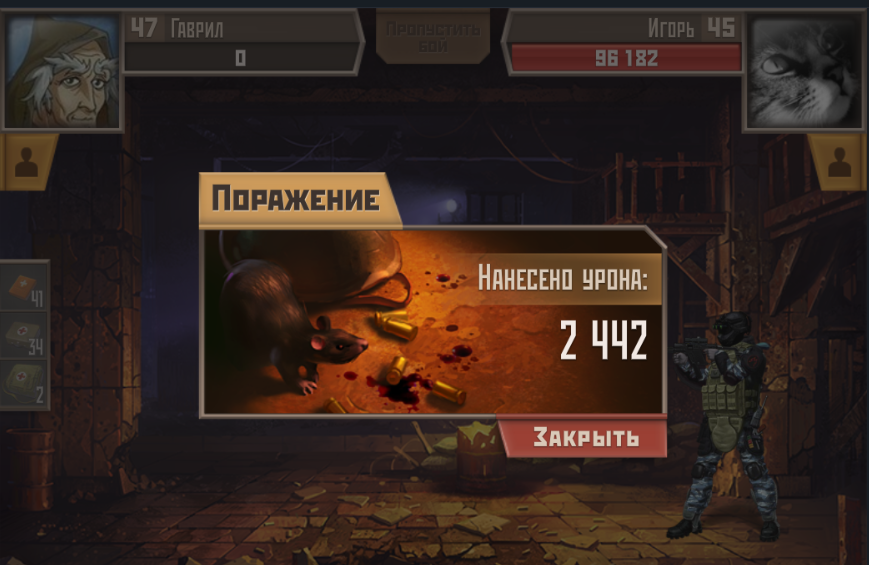 47 Гаврил
0
Пропустить
бой
Игорь 45
96 182
Поражение
Нанесено урона:
2 442
Закрыть
41
34
2